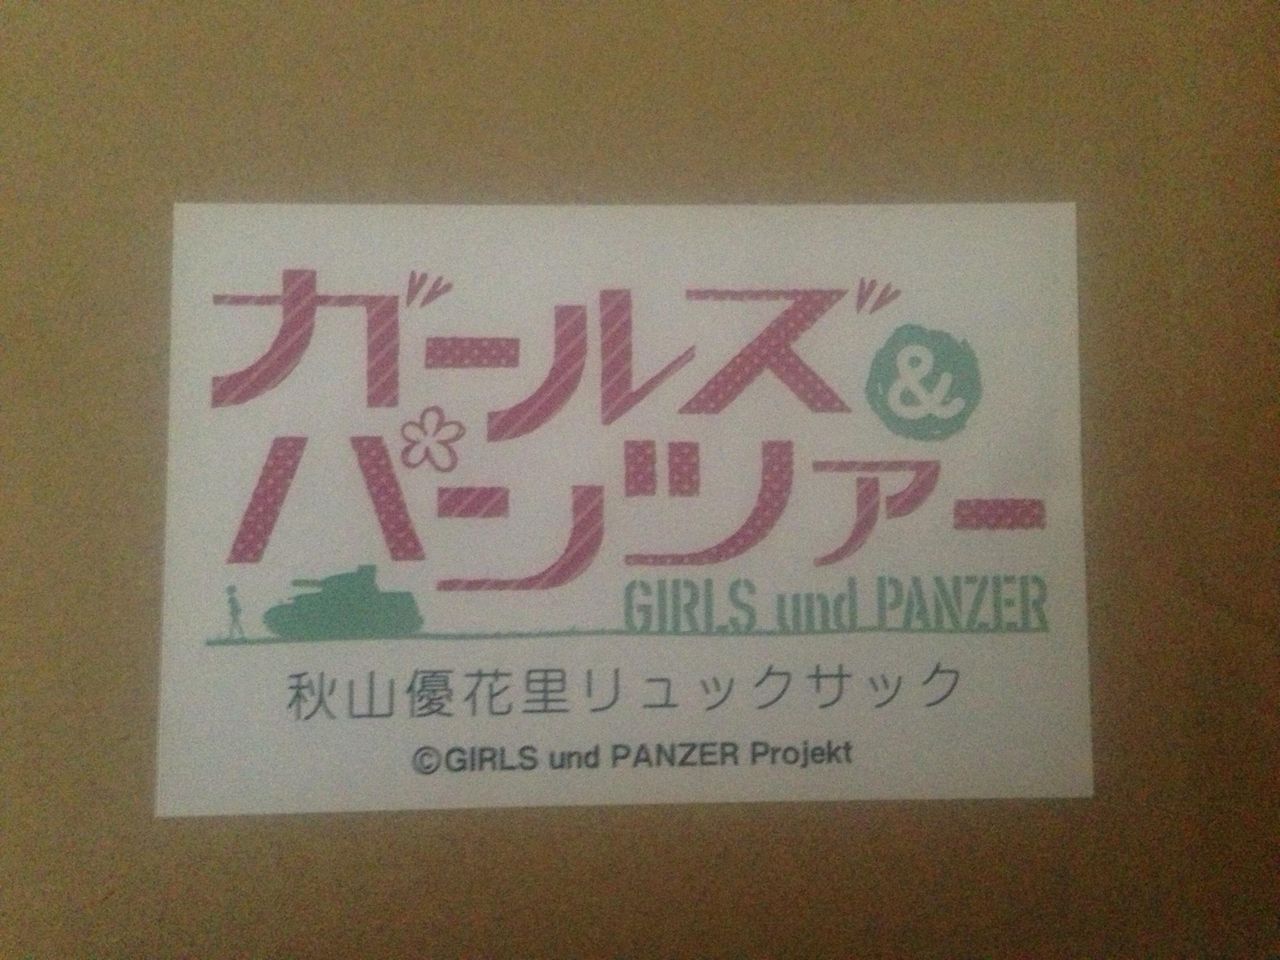 ガールズ&
パンツァー
GIRLS und PANZER
秋山優花里リュックサック
©GIRLS und PANZER Projekt